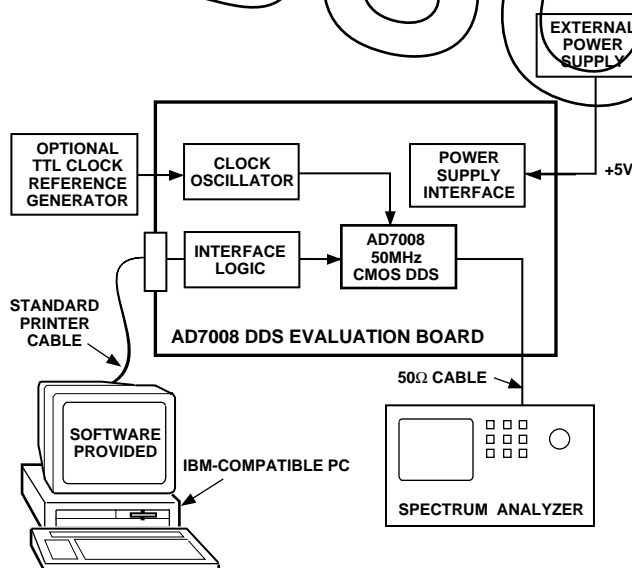 EXTERNAL
POWER
SUPPLY
+5V
OPTIONAL
TTL CLOCK
REFERENCE
GENERATOR
CLOCK
OSCILLATOR
POWER
SUPPLY
INTERFACE
INTERFACE
LOGIC
AD7008
50MHz
CMOS DDS
AD7008 DDS EVALUATION BOARD
STANDARD
PRINTER
CABLE
50Ω CABLE
SOFTWARE
PROVIDED
IBM-COMPATIBLE PC
SPECTRUM ANALYZER